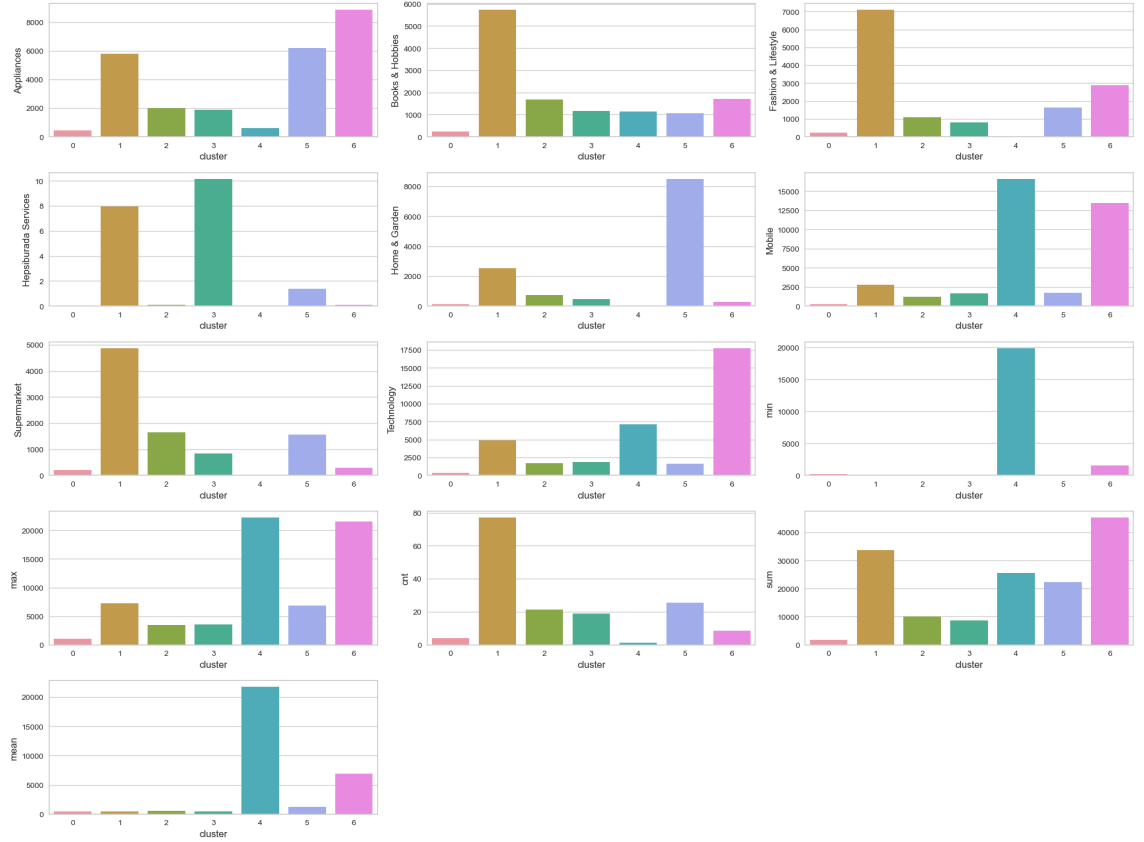 8000
6000
4000
2000
0
Appliances
0 1 2 3 4 5 6
cluster
6000
5000
4000
3000
2000
1000
0
Books & Hobbies
0 1 2 3 4 5 6
cluster
7000
6000
5000
4000
3000
2000
1000
0
Fashion & Lifestyle
0 1 2 3 4 5 6
cluster
10
8
6
4
2
0
Hepsiburada Services
0 1 2 3 4 5 6
cluster
8000
6000
4000
2000
0
Home & Garden
0 1 2 3 4 5 6
cluster
15000
12500
10000
7500
5000
2500
0
Mobile
0 1 2 3 4 5 6
cluster
5000
4000
3000
2000
1000
0
Supermarket
0 1 2 3 4 5 6
cluster
17500
15000
12500
10000
7500
5000
2500
0
Technology
0 1 2 3 4 5 6
cluster
20000
15000
10000
5000
0
min
0 1 2 3 4 5 6
cluster
20000
15000
10000
5000
0
max
0 1 2 3 4 5 6
cluster
80
60
40
20
0
cnt
0 1 2 3 4 5 6
cluster
40000
30000
20000
10000
0
sum
0 1 2 3 4 5 6
cluster
20000
15000
10000
5000
0
mean
0 1 2 3 4 5 6
cluster